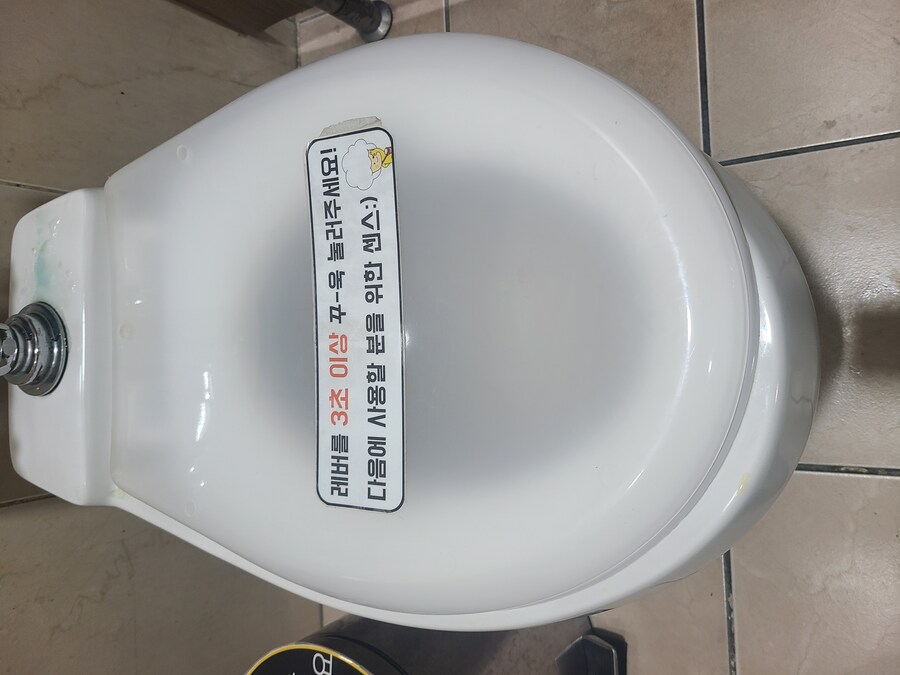 레버를 3초 이상 꾸-욱 눌러주세요!
다음에 사용할 분을 위한 센스:)